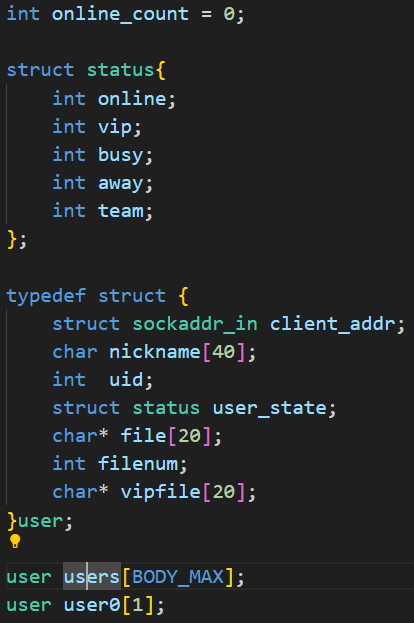 int online_count = 0;
struct status{
int online;
int vip;
int busy;
int away;
int team;
};
typedef struct {
struct sockaddr_in client_addr;
char nickname[40];
int  uid;
struct status user_state;
char* file[20];
int filenum;
char* vipfile[20];
}user;
user users[BODY_MAX];
user user0[1];